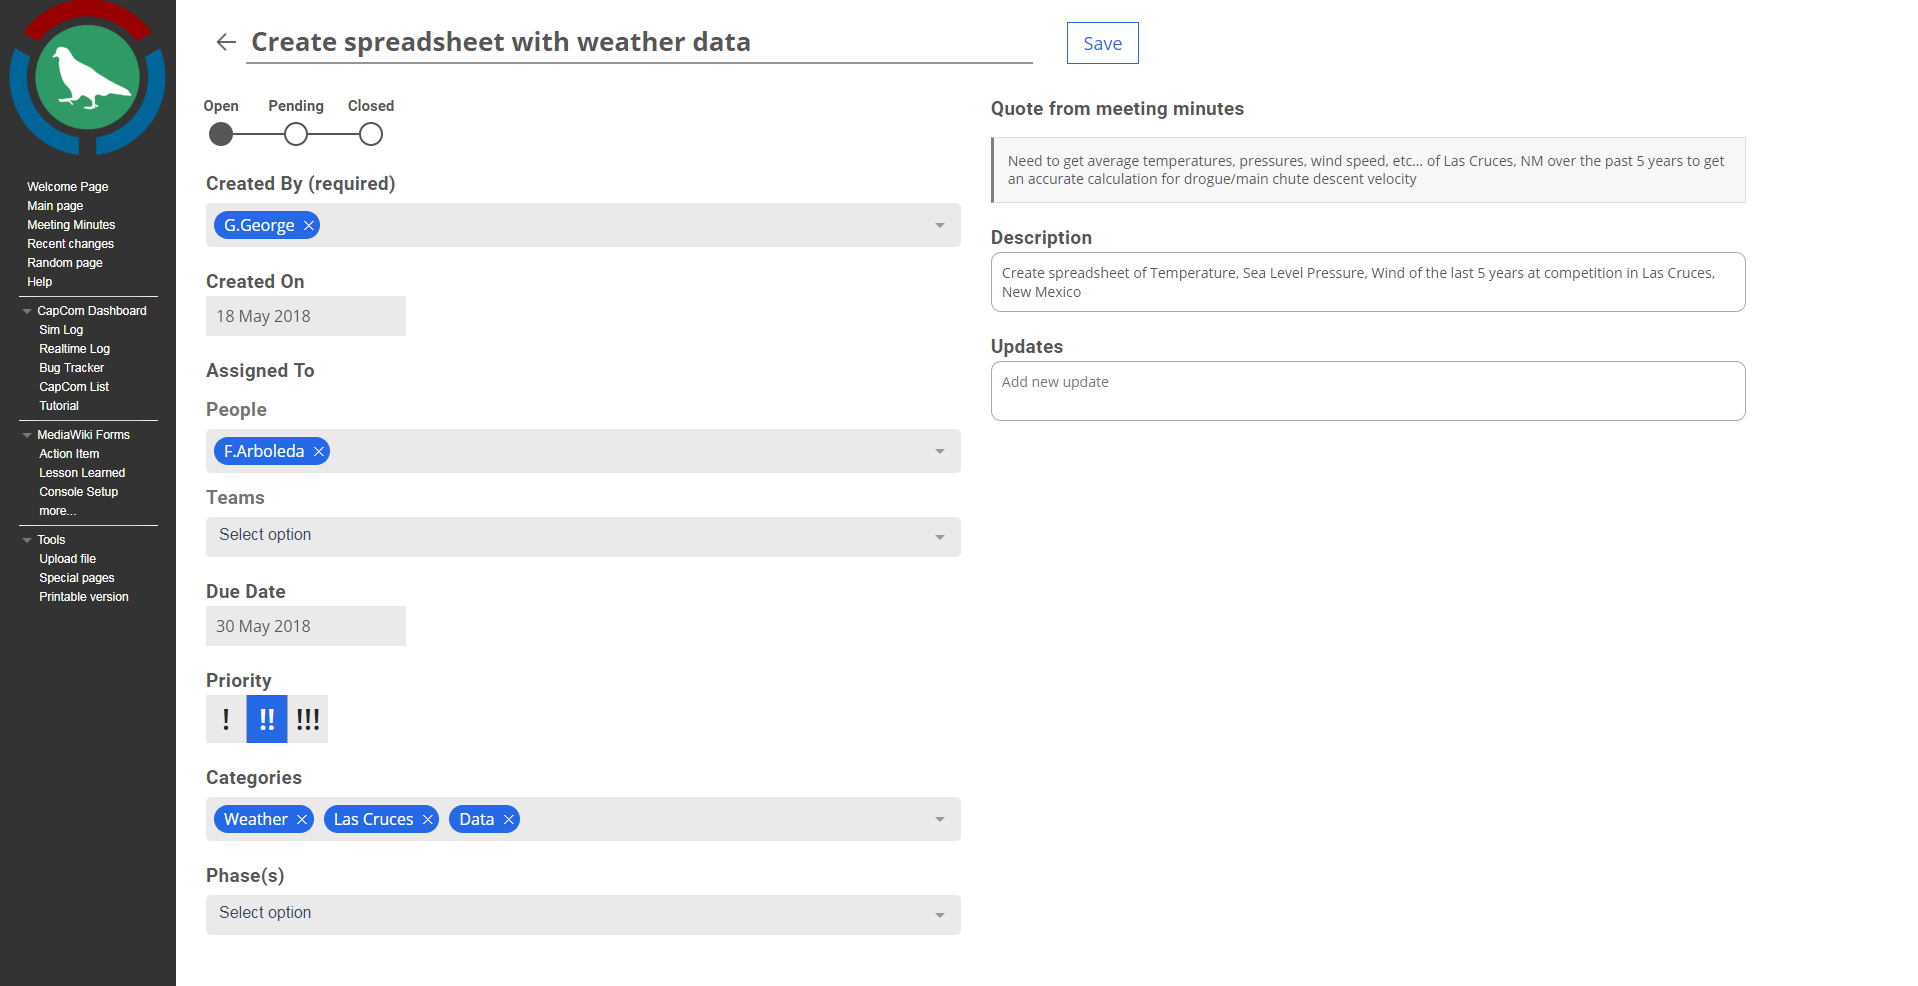 Welcome Page
Main page
Meeting Minutes
Recent changes
Random page
Help
CapCom Dashboard
Sim Log
Realtime Log
Bug Tracker
CapCom List
Tutorial
MediaWiki Forms
Action Item
Lesson Learned
Console Setup
more...
Tools
Upload file
Special pages
Printable version
Create spreadsheet with weather data
Save
Open Pending Closed
Created By (required)
G.George
Created On
18 May 2018
Assigned To
People
F.Arboleda
Teams
Select option
Due Date
30 May 2018
Priority
! !! !!!
Categories
Weather Las Cruces Data
Phase(s)
Select option
Quote from meeting minutes
Need to get average temperatures, pressures, wind speed, etc... of Las Cruces, NM over the past 5 years to get
an accurate calculation for drogue/main chute descent velocity
Description
Create spreadsheet of Temperature, Sea Level Pressure, Wind of the last 5 years at competition in Las Cruces,
New Mexico
Updates
Add new update